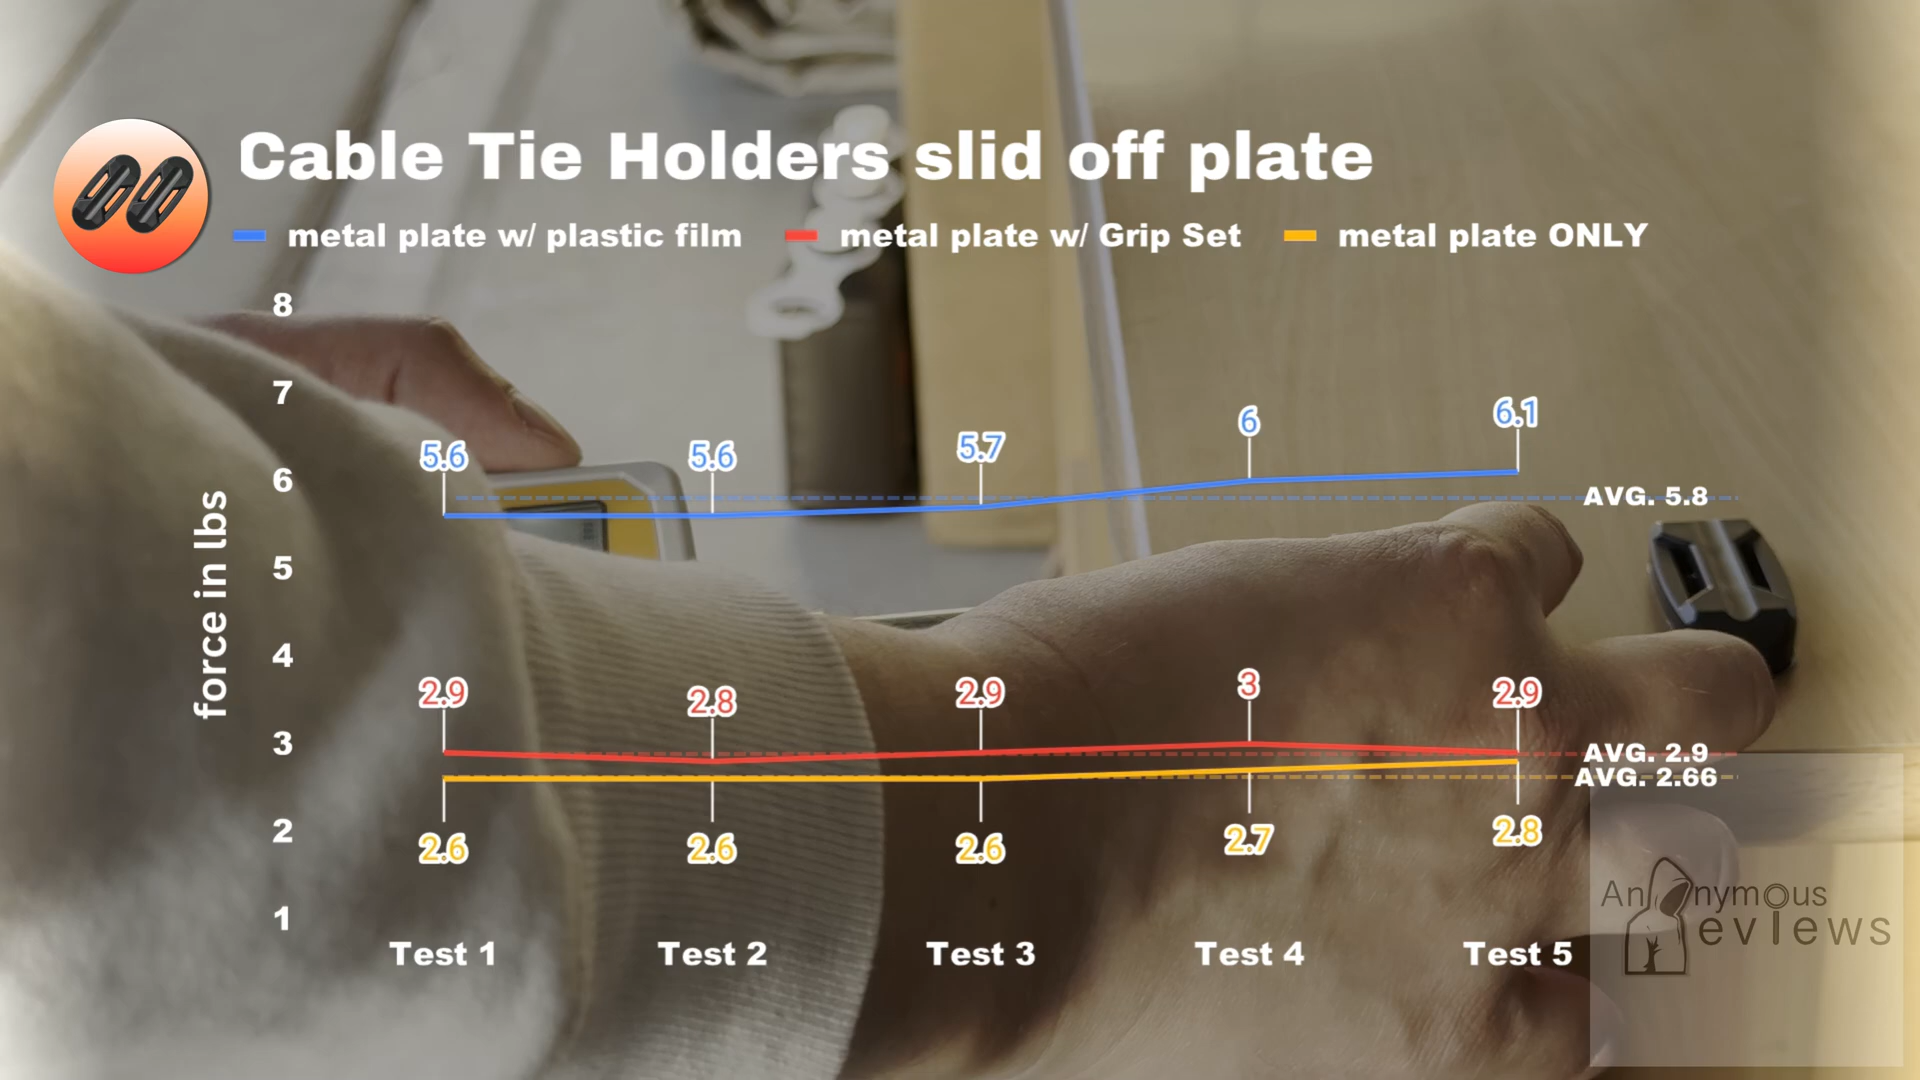 Cable Tie Holders slid off plate
metal plate w/ plastic film
metal plate w/ Grip Set
metal plate ONLY
force in lbs
8
7
6
5
4
3
2
1
5.6
5.6
5.7
6
6.1
AVG. 5.8
2.9
2.8
2.9
3
2.9
AVG. 2.9
AVG. 2.66
2.6
2.6
2.6
2.7
2.8
Test 1
Test 2
Test 3
Test 4
Test 5
Anonymous
Reviews